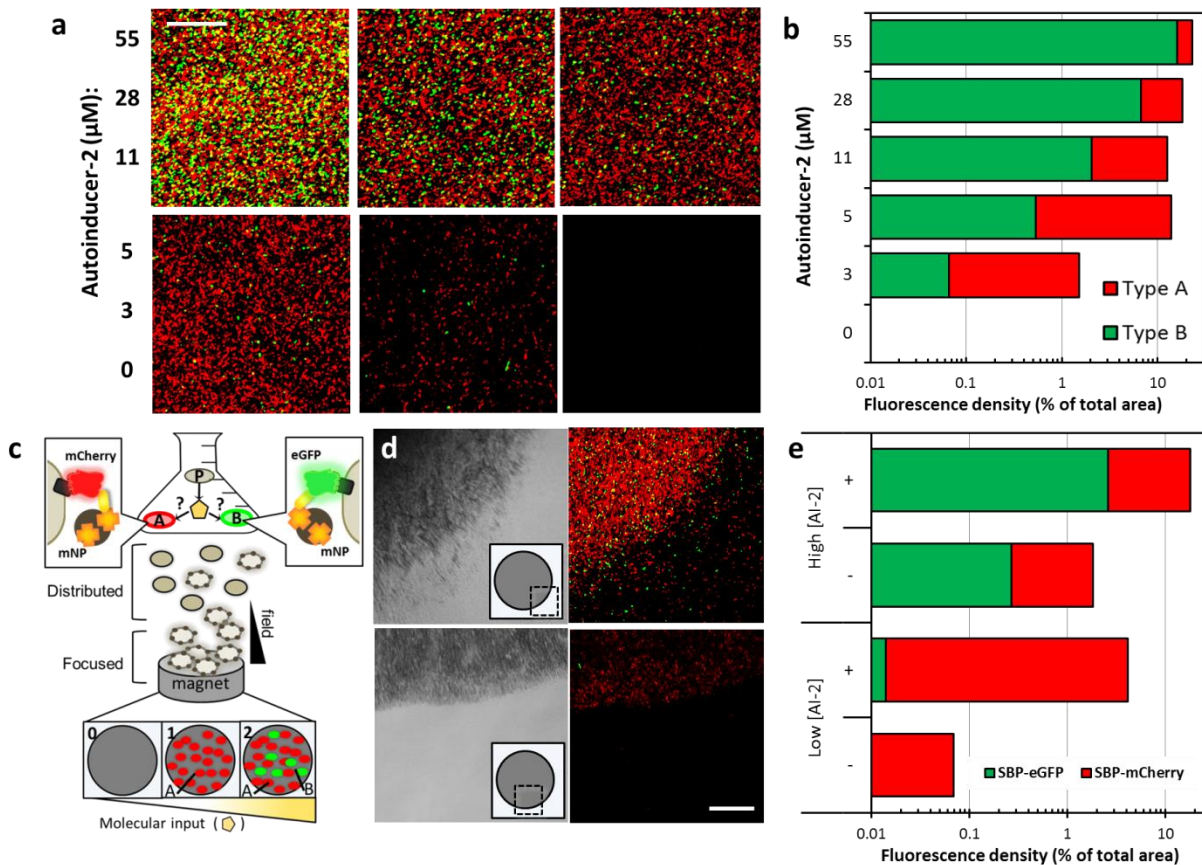 a
Autoinducer-2 (µM):
55
28
11
5
3
0
b
Autoinducer-2 (µM)
55
28
11
5
3
0
Type A
Type B
0.01
0.1
1
10
Fluorescence density (% of total area)
c
mCherry
mNP
P
?
?
A
B
eGFP
mNP
Distributed
Focused
field
magnet
0
1
2
A
A
B
Molecular input ( )
d
e
High [AI-2]
+
-
Low [AI-2]
+
-
SBP-eGFP
SBP-mCherry
0.01
0.1
1
10
Fluorescence density (% of total area)